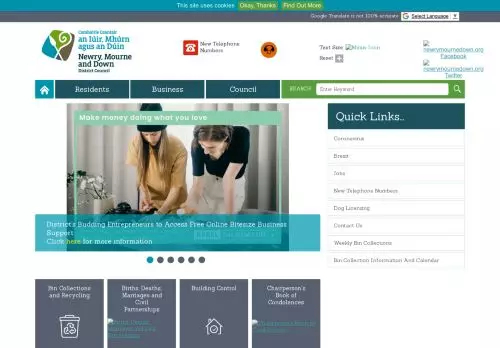 This site uses cookies Okay, Thanks Find Out More
Google Translate is not 100% accurate
Select Language
Comhairle Ceantair
an Iúir, Mhúrn
agus an Dúin
Newry, Mourne
and Down
District Council
New Telephone
Numbers
Text Size:
Reset
newrymournedown.org
Facebook
newrymournedown.org
Twitter
Residents
Business
Council
SEARCH
Enter Keyword
Make money doing what you love
District's Budding Entrepreneurs to Access Free Online Bitesize Business
Support
Click here for more information
Quick Links..
Coronavirus
Brexit
Jobs
New Telephone Numbers
Dog Licensing
Contact Us
Weekly Bin Collections
Bin Collection Information And Calendar
Bin Collections
and Recycling
Births, Deaths,
Marriages and
Civil
Partnerships
Building Control
Chairperson's
Book of
Condolences